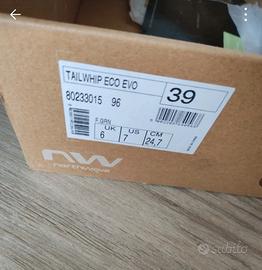 TAILWHIP ECO EVO
39
80233015 96
F.GRN
UK US CM
6 7 24,7
nw
northwave
subito